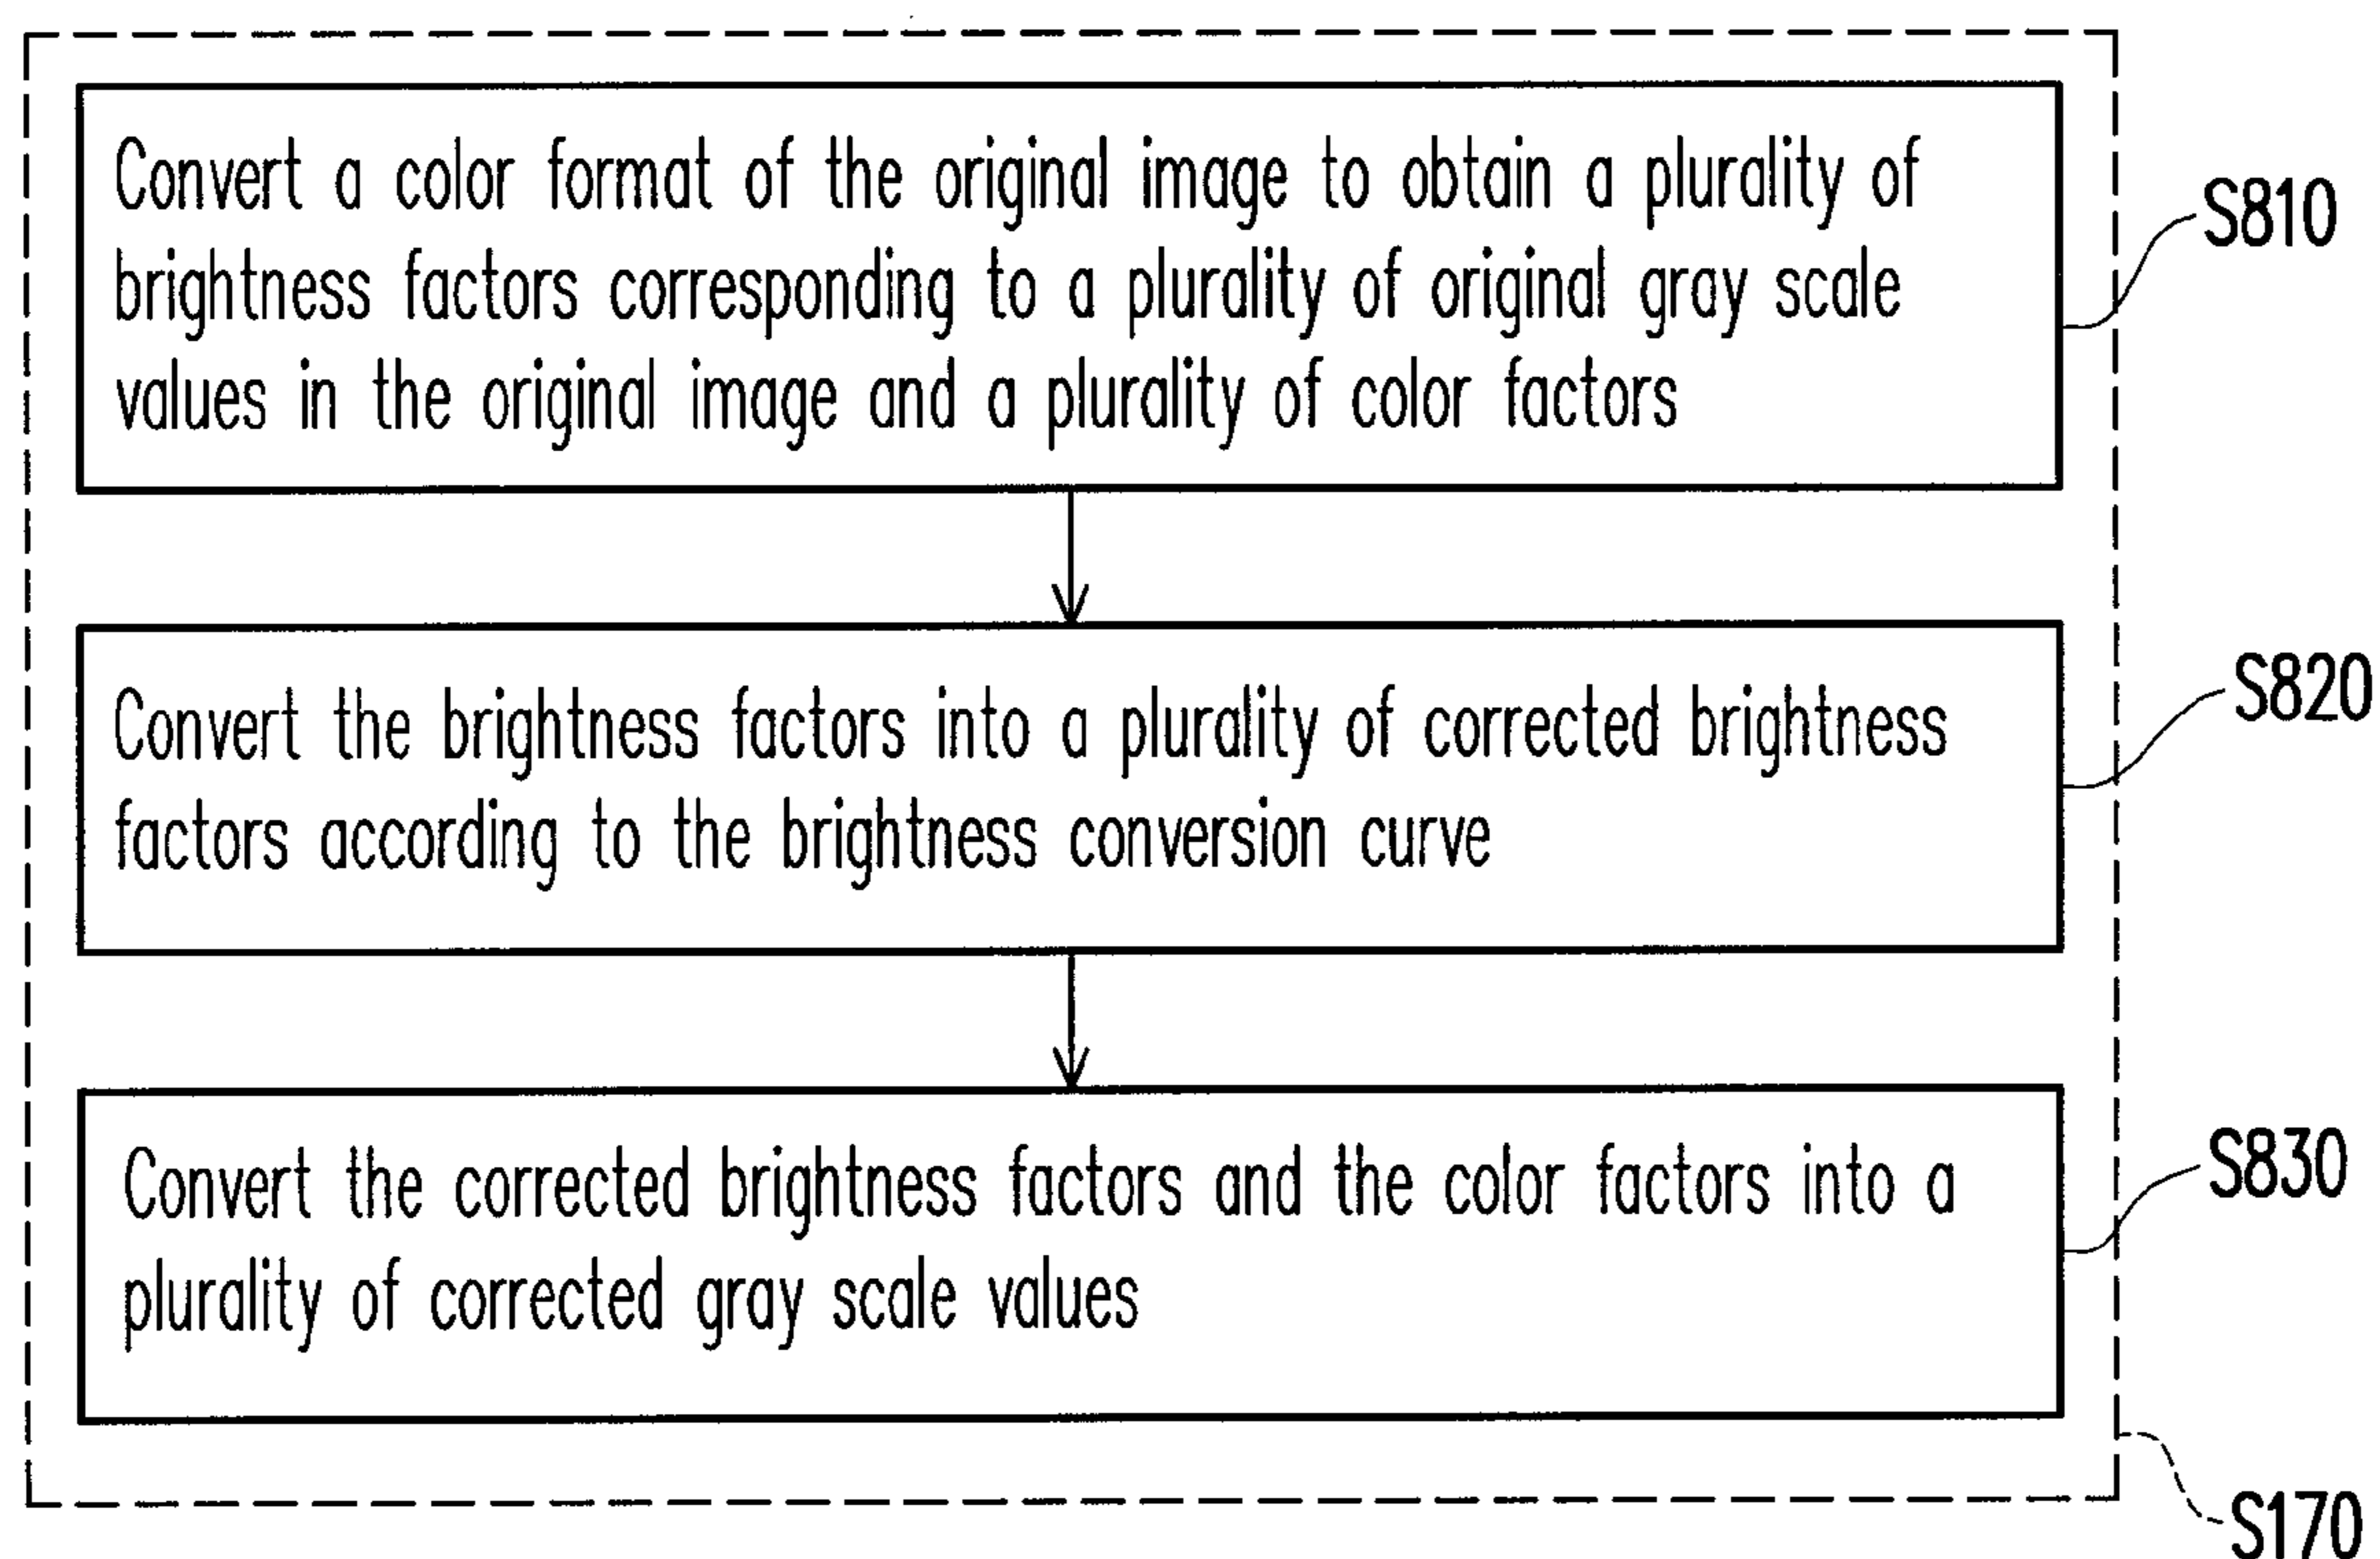 Convert a color format of the original image to obtain a plurality of
brightness factors corresponding to a plurality of original gray scale
values in the original image and a plurality of color factors
S810
Convert the brightness factors into a plurality of corrected brightness
factors according to the brightness conversion curve
S820
Convert the corrected brightness factors and the color factors into a
plurality of corrected gray scale values
S830
S170